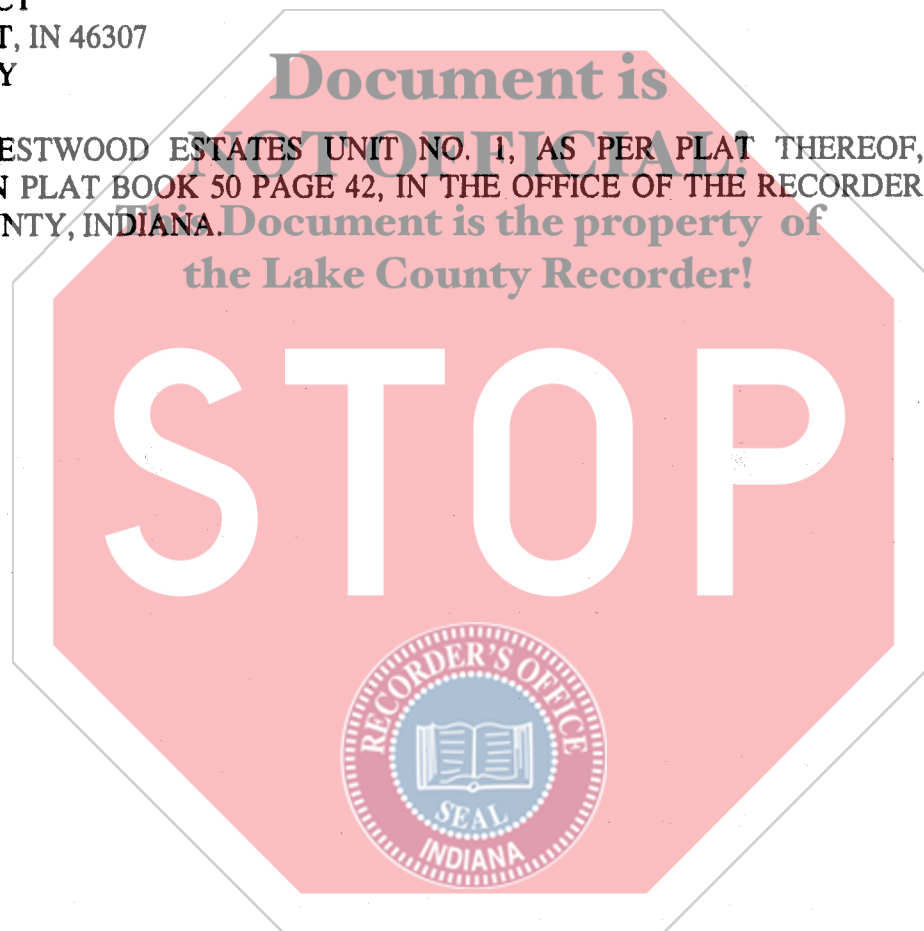 CT
T, IN 46307
Y
Document is
NOT OFFICIAL!
ESTWOOD ESTATES UNIT NO. 1, AS PER PLAT THEREOF,
N PLAT BOOK 50 PAGE 42, IN THE OFFICE OF THE RECORDER
NTY, INDIANA.
This Document is the property of
the Lake County Recorder!
STOP
RECORDER'S OFFICE
SEAL
INDIANA